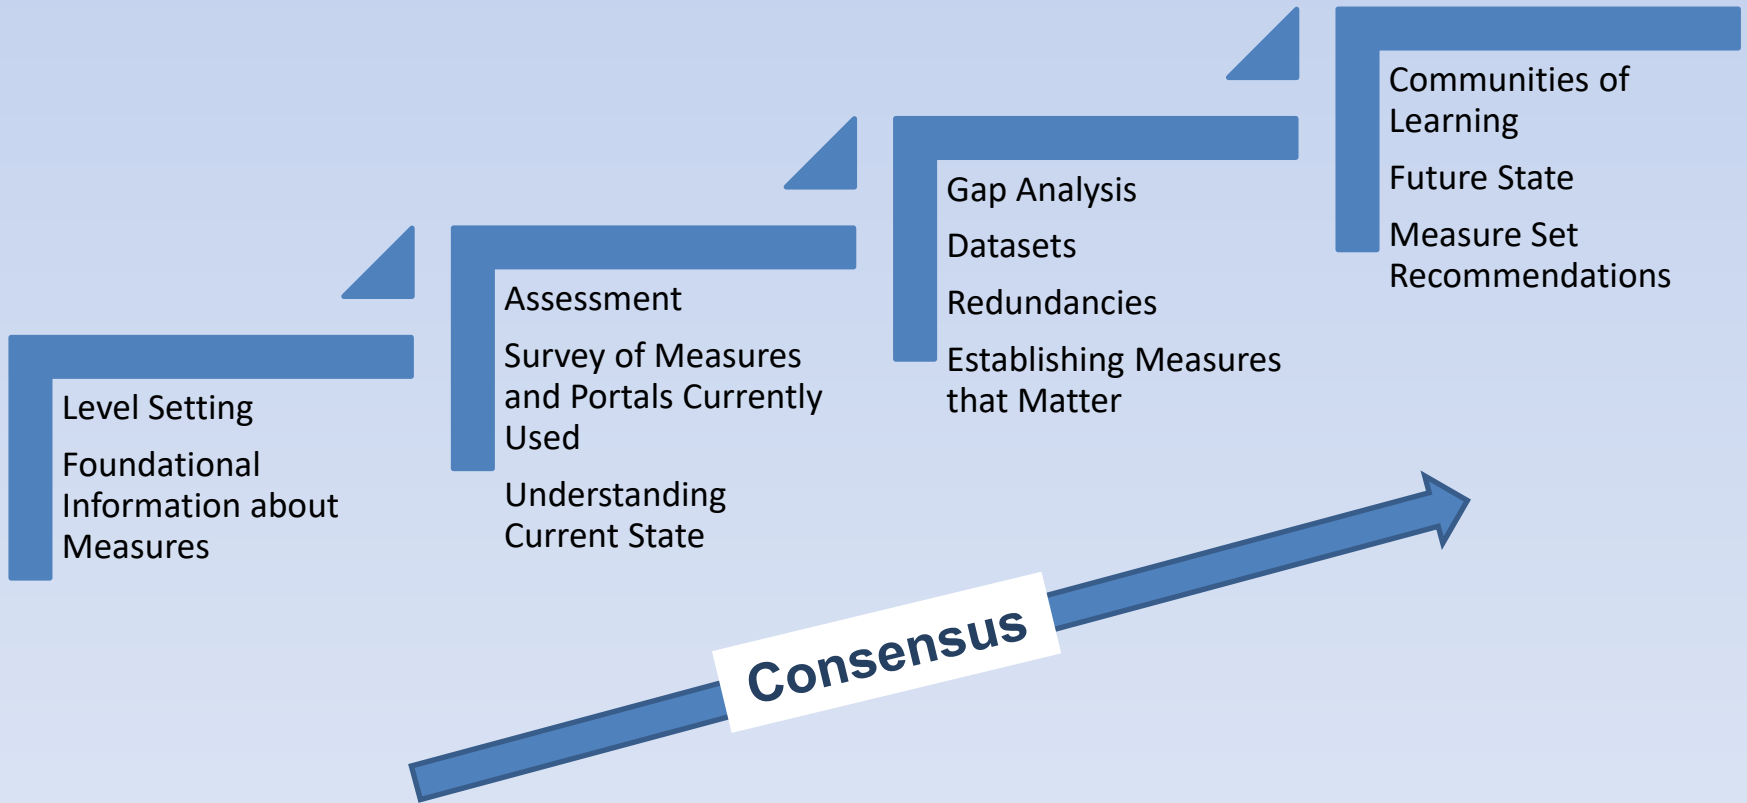 Level Setting
Foundational
Information about
Measures
Assessment
Survey of Measures
and Portals Currently
Used
Understanding
Current State
Gap Analysis
Datasets
Redundancies
Establishing Measures
that Matter
Communities of
Learning
Future State
Measure Set
Recommendations
Consensus